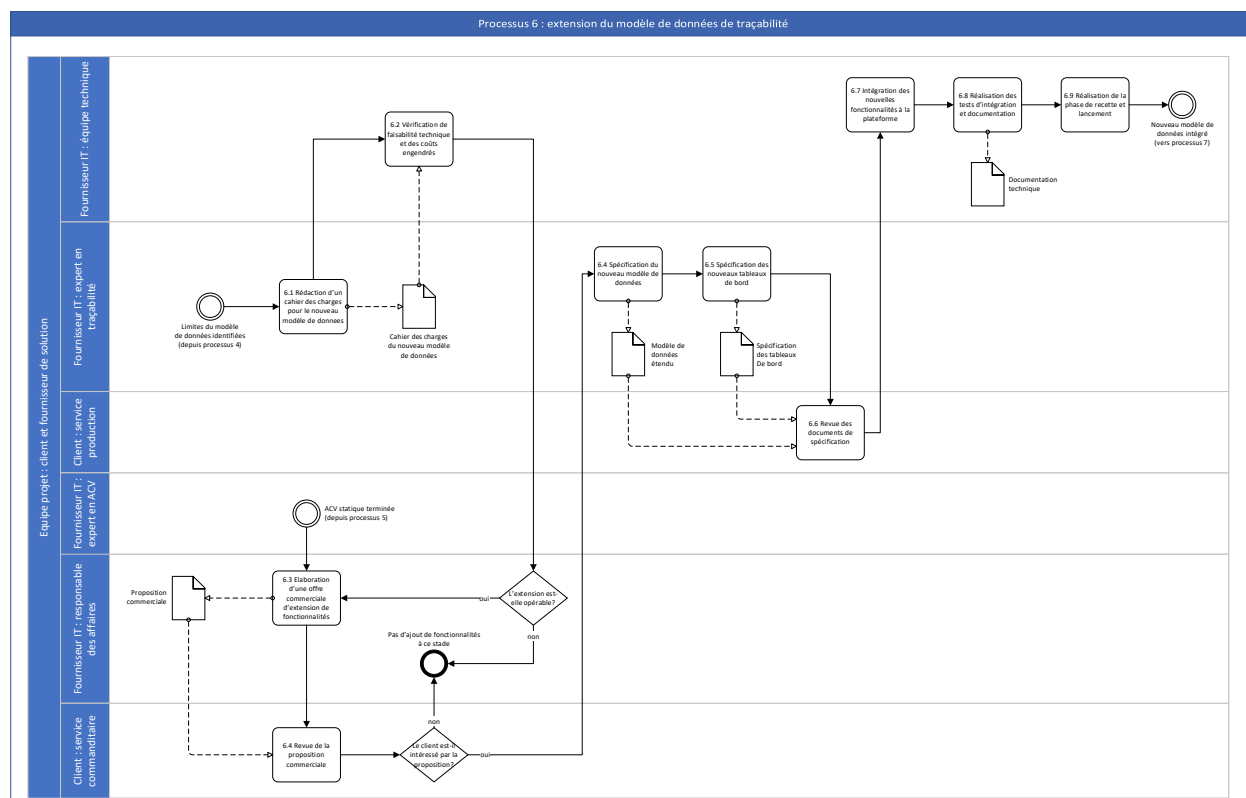 Processus 6 : extension du modèle de données de traçabilité
Equipe projet : client et fournisseur de solution
Fournisseur IT : équipe technique
6.2 Vérification de
faisabilité technique
et des coûts
engendrés
6.7 Intégration des
nouvelles
fonctionnalités à la
plateforme
6.8 Réalisation des
tests d'intégration
et documentation
6.9 Réalisation de la
phase de recette et
lancement
Nouveau modèle de
données intégré
(vers processus 7)
Documentation
technique
Fournisseur IT : expert en
traçabilité
Limites du modèle
de données identifiées
(depuis processus 4)
6.1 Rédaction d'un
cahier des charges
pour le nouveau
modèle de donnees
Cahier des charges
du nouveau modèle
de données
6.4 Spécification du
nouveau modèle de
données
6.5 Spécification des
nouveaux tableaux
de bord
Modèle de
données
étendu
Spécification
des tableaux
De bord
Client : service
production
6.6 Revue des
documents de
spécification
Fournisseur IT :
expert en ACV
ACV statique terminée
(depuis processus 5)
Fournisseur IT : responsable
des affaires
Proposition
commerciale
6.3 Elaboration
d'une offre
commerciale
d'extension de
fonctionnalités
oui
L'extension est-
elle opérable?
non
Pas d'ajout de fonctionnalités
à ce stade
Client : service
commanditaire
6.4 Revue de la
proposition
commerciale
non
Le client est-il
intéressé par la
proposition?
oui